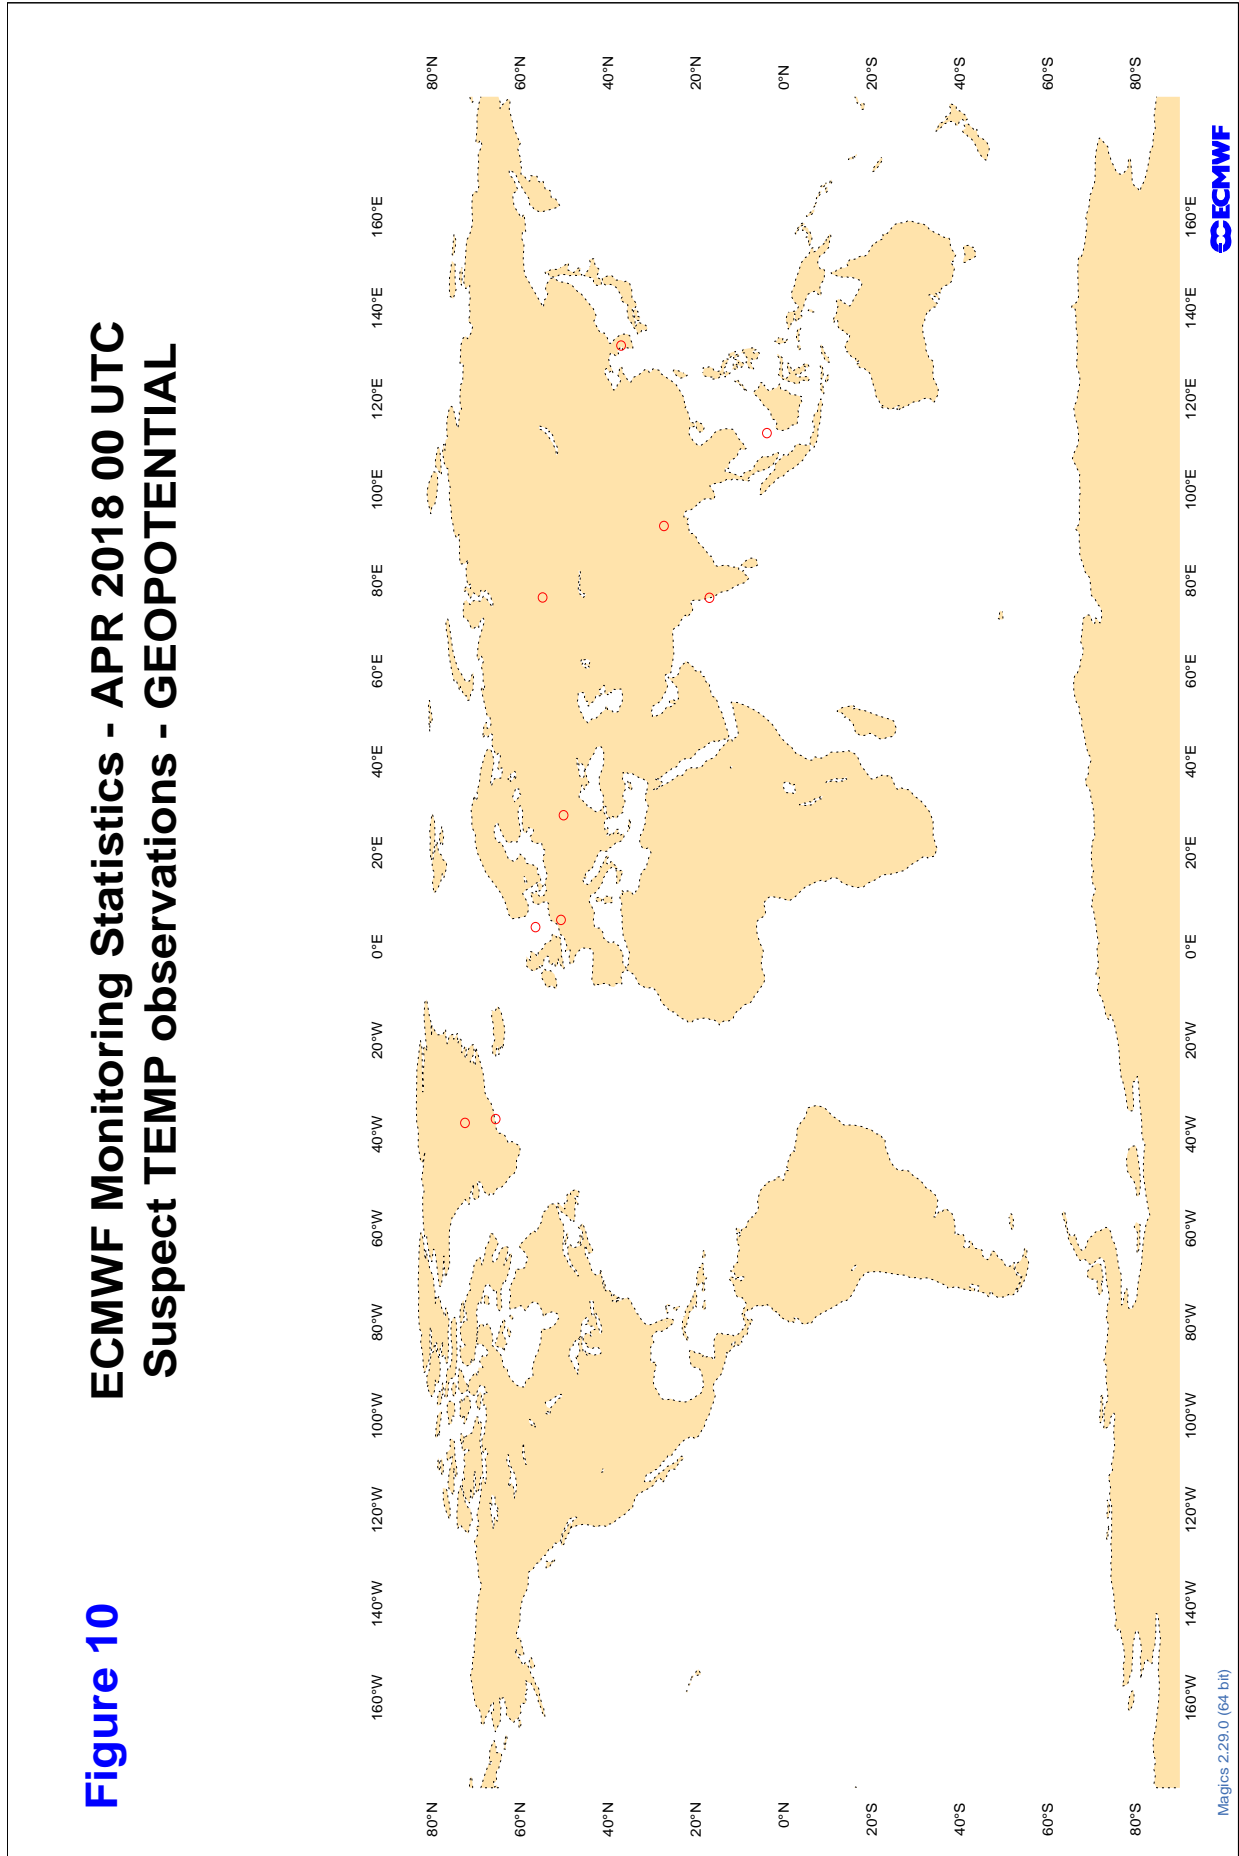 Figure 10
ECMWF Monitoring Statistics - APR 2018 00 UTC
Suspect TEMP observations - GEOPOTENTIAL
160°W 140°W 120°W 100°W 80°W 60°W 40°W 20°W 0°E 20°E 40°E 60°E 80°E 100°E 120°E 140°E 160°E
80°N 80°N
60°N 60°N
40°N 40°N
20°N 20°N
0°N 0°N
20°S 20°S
40°S 40°S
60°S 60°S
80°S 80°S
160°W 140°W 120°W 100°W 80°W 60°W 40°W 20°W 0°E 20°E 40°E 60°E 80°E 100°E 120°E 140°E 160°E
Magics 2.29.0 (64 bit)
ECMWF